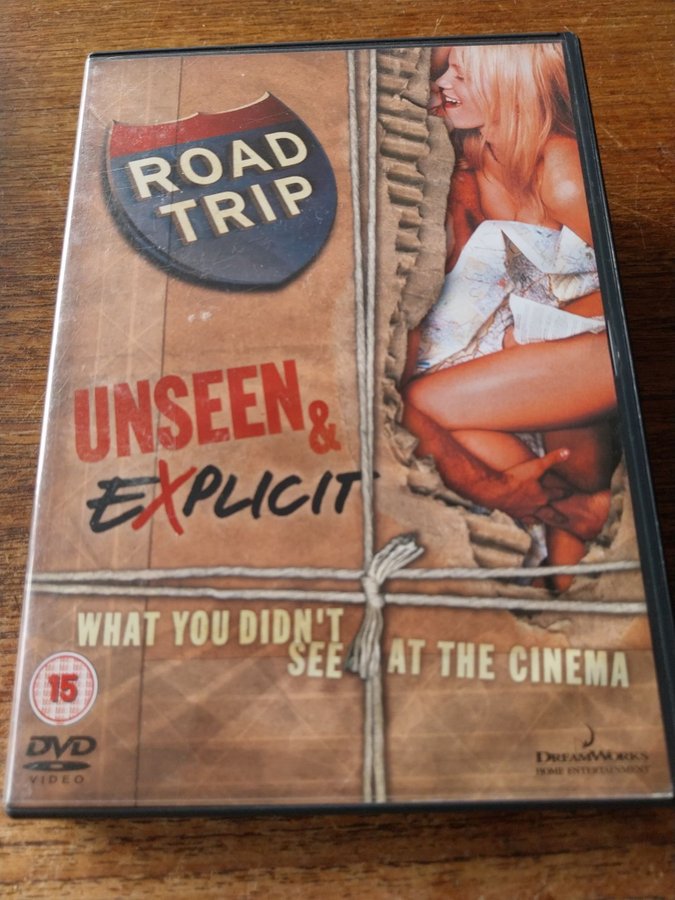 ROAD
TRIP
UNSEEN &
EXPLICIT
WHAT YOU DIDN'T
SEE AT THE CINEMA
15
DVD
VIDEO
DREAMWORKS
HOME ENTERTAINMENT